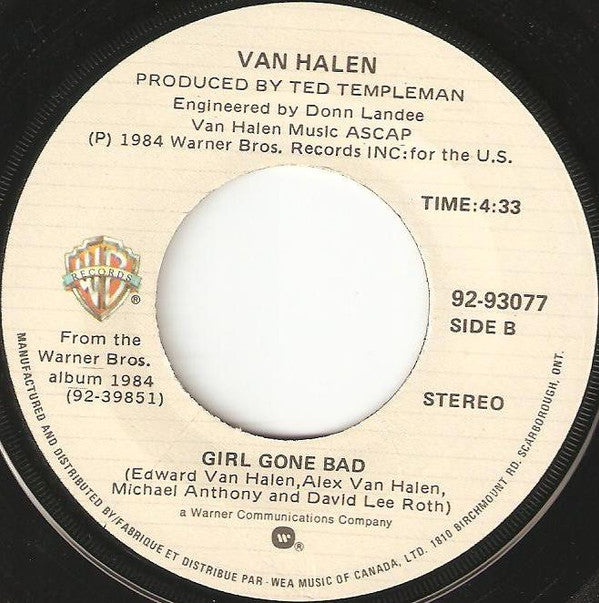 VAN HALEN
PRODUCED BY TED TEMPLEMAN
Engineered by Donn Landee
Van Halen Music ASCAP
(P) 1984 Warner Bros. Records INC: for the U.S.
TIME:4:33
WB
RECORDS
®
92-93077
SIDE B
From the
Warner Bros.
album 1984
(92-39851)
STEREO
GIRL GONE BAD
(Edward Van Halen, Alex Van Halen,
Michael Anthony and David Lee Roth)
a Warner Communications Company
®
MANUFACTURED AND DISTRIBUTED BY/FABRIQUE ET DISTRIBUE PAR - WEA MUSIC OF CANADA, LTD. 1810 BIRCHMOUNT RD. SCARBOROUGH, ONT.